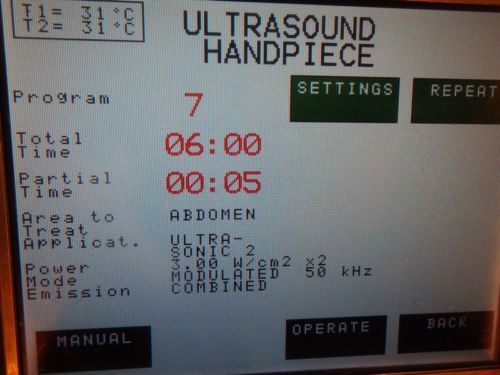 T1= 31°C
T2= 31°C
ULTRASOUND
HANDPIECE
SETTINGS
REPEAT
Program 7
Total
Time 06:00
Partial
Time 00:05
Area to
Treat ABDOMEN
Applicat. ULTRA-
SONIC 2
Power 3.00 W/cm2 x2
Mode MODULATED 50 kHz
Emission COMBINED
MANUAL
OPERATE
BACK